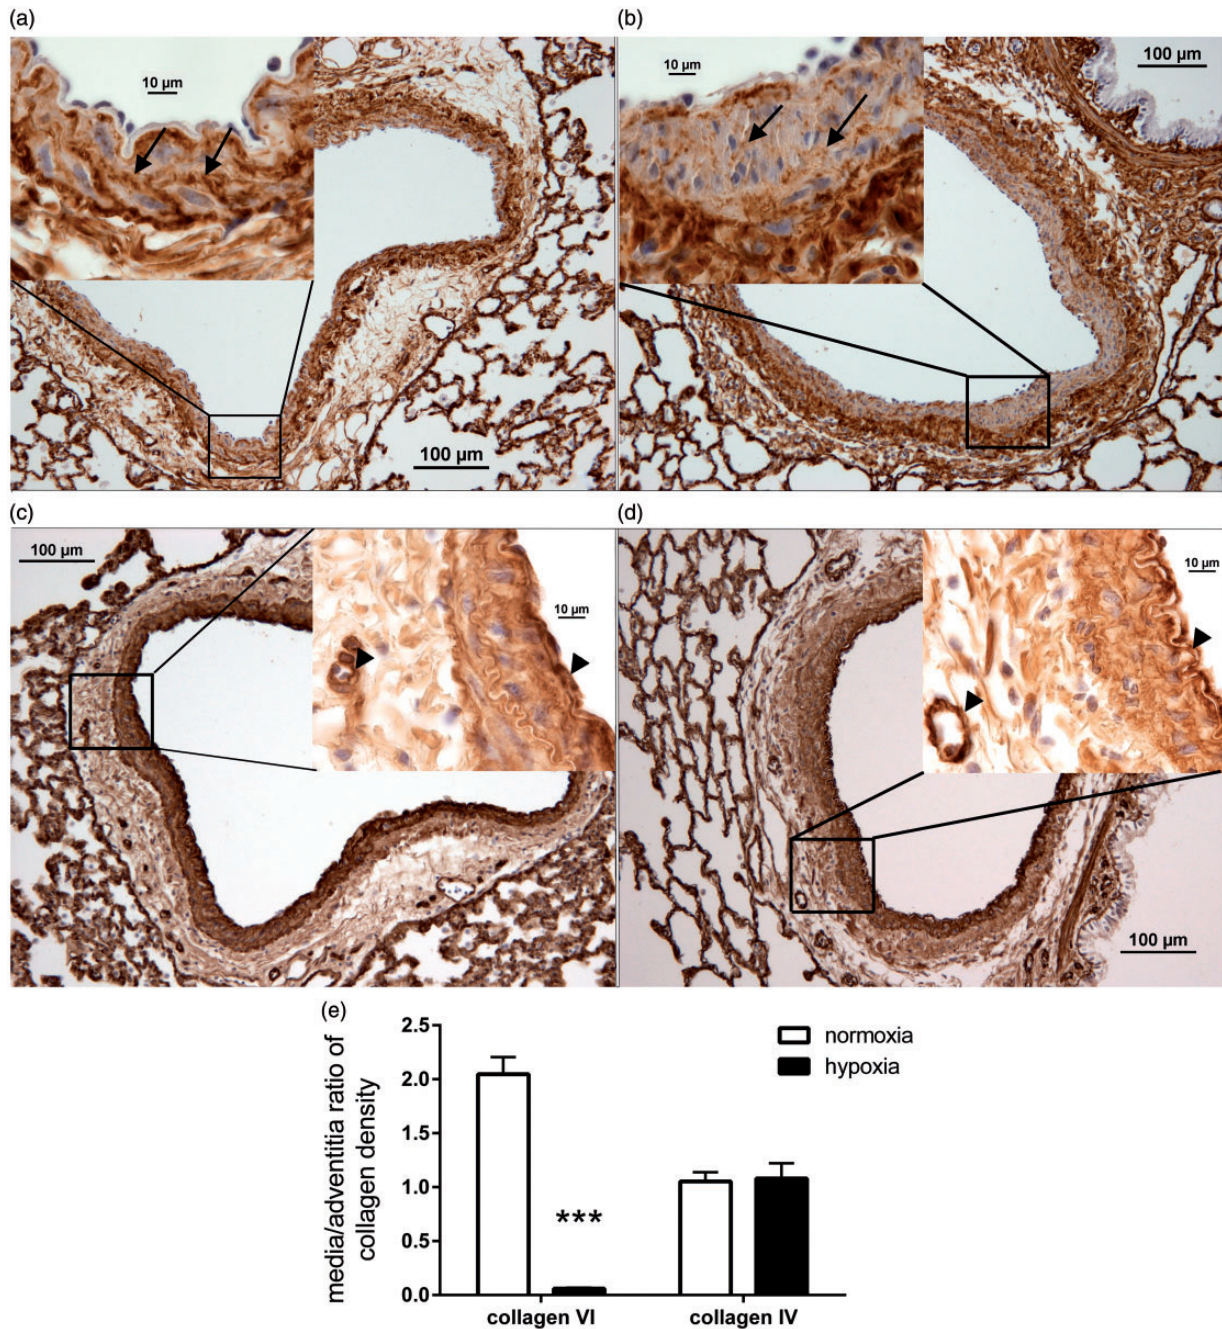 (a)
(b)
10 µm
10 µm
100 µm
100 µm
(c)
(d)
100 µm
10 µm
10 µm
100 µm
(e)
media/adventitia ratio of
collagen density
2.5
2.0
1.5
1.0
0.5
0.0
***
normoxia
hypoxia
collagen VI
collagen IV